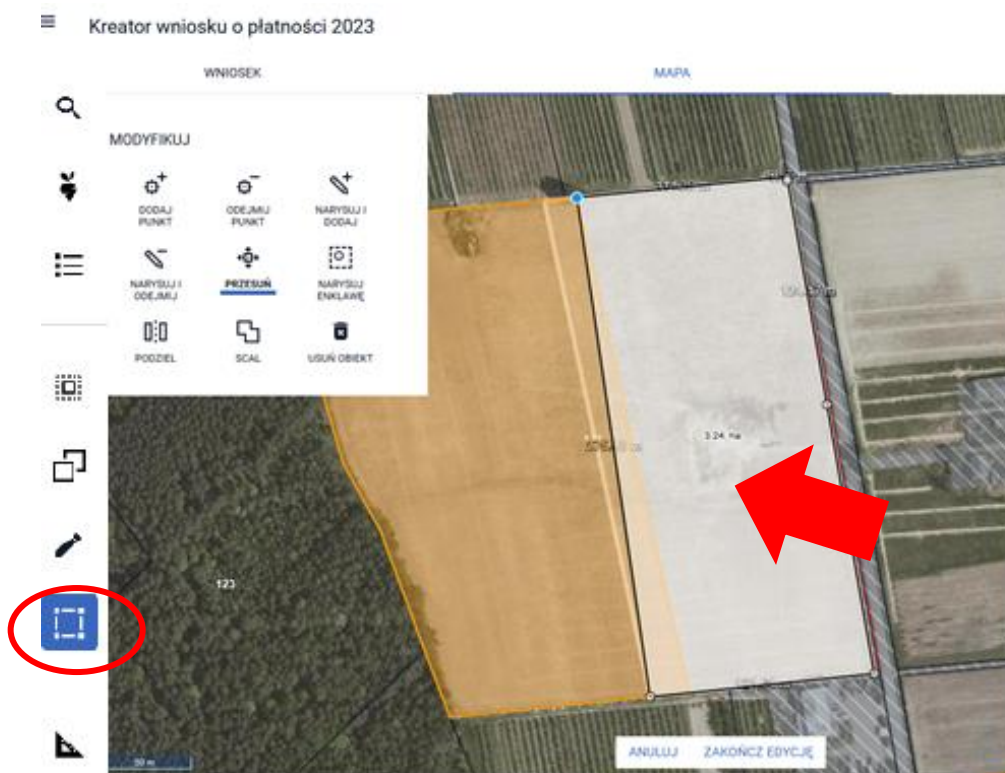 Kreator wniosku o płatności 2023
WNIOSEK
MAPA
MODYFIKUJ
DODAJ
PUNKT
ODEJMIJ
PUNKT
NARYSUJ I
DODAJ
NARYSUJ I
ODEJMIJ
PRZESUŃ
NARYSUJ
ENKLAWĘ
PODZIEL
SCAL
USUŃ OBIEKT
3.24 ha
123
50 m
ANULUJ
ZAKOŃCZ EDYCJĘ